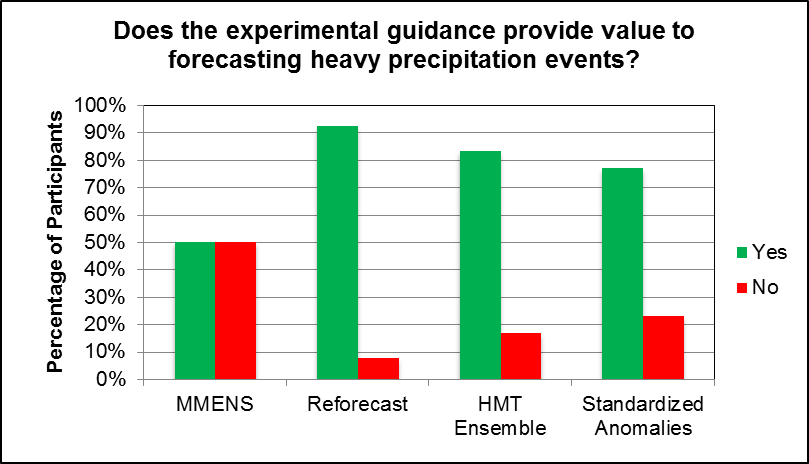 Does the experimental guidance provide value to
forecasting heavy precipitation events?
Percentage of Participants
100%
90%
80%
70%
60%
50%
40%
30%
20%
10%
0%
MMENS
Reforecast
HMT
Ensemble
Standardized
Anomalies
Yes
No